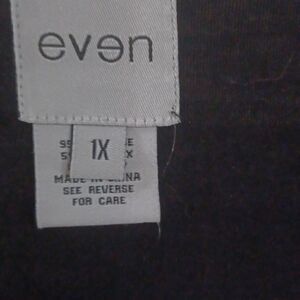 even
1X
MADE IN CHINA
SEE REVERSE
FOR CARE